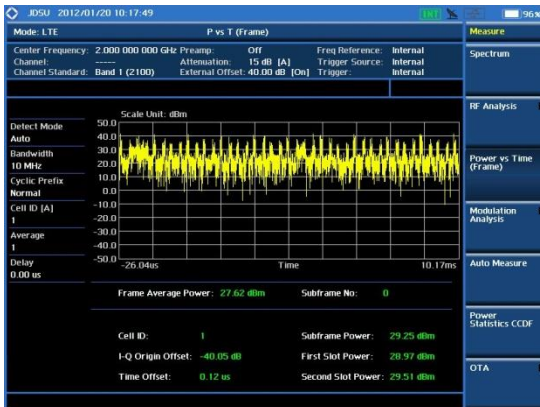 JDSU 2012/01/20 10:17:49 INT 96%
Mode: LTE P vs T (Frame) Measure
Center Frequency: 2.000 000 000 GHz Preamp: Off Freq Reference: Internal
Channel: ----- Attenuation: 15 dB [A] Trigger Source: Internal
Channel Standard: Band 1 (2100) External Offset: 40.00 dB [On] Trigger: Internal
Spectrum
RF Analysis
Power vs Time
(Frame)
Modulation
Analysis
Auto Measure
Power
Statistics CCDF
OTA
Detect Mode
Auto
Bandwidth
10 MHz
Cyclic Prefix
Normal
Cell ID [A]
1
Average
1
Delay
0.00 us
Scale Unit: dBm
50.0
40.0
30.0
20.0
10.0
0.0
-10.0
-20.0
-30.0
-40.0
-50.0
-26.04us Time 10.17ms
Frame Average Power: 27.62 dBm Subframe No: 0
Cell ID: 1 Subframe Power: 29.25 dBm
I-Q Origin Offset: -40.05 dB First Slot Power: 28.97 dBm
Time Offset: 0.12 us Second Slot Power: 29.51 dBm